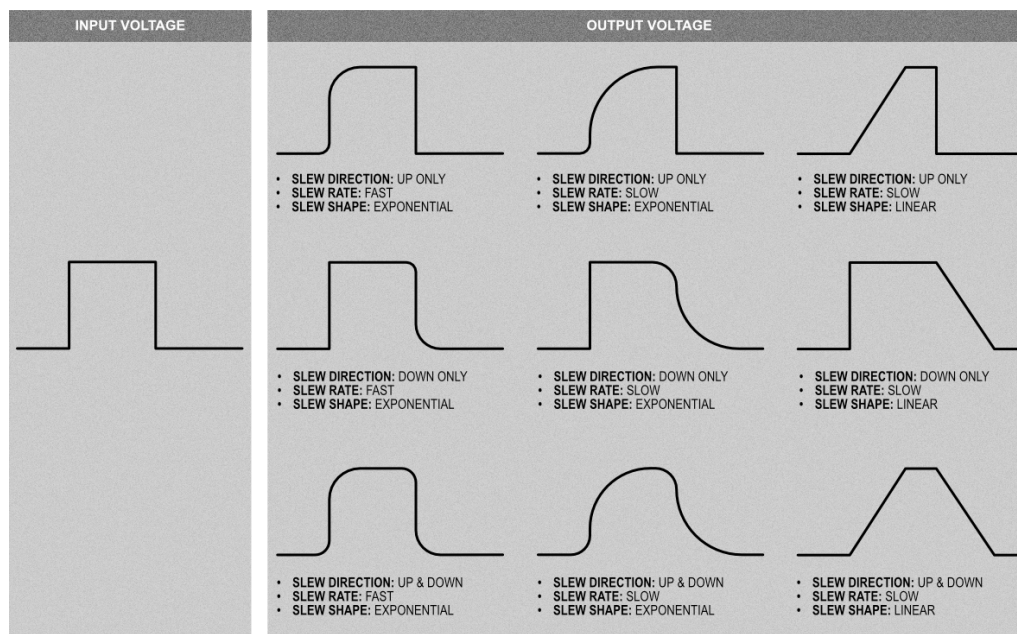 INPUT VOLTAGE
OUTPUT VOLTAGE
• SLEW DIRECTION: UP ONLY
• SLEW RATE: FAST
• SLEW SHAPE: EXPONENTIAL
• SLEW DIRECTION: UP ONLY
• SLEW RATE: SLOW
• SLEW SHAPE: EXPONENTIAL
• SLEW DIRECTION: UP ONLY
• SLEW RATE: SLOW
• SLEW SHAPE: LINEAR
• SLEW DIRECTION: DOWN ONLY
• SLEW RATE: FAST
• SLEW SHAPE: EXPONENTIAL
• SLEW DIRECTION: DOWN ONLY
• SLEW RATE: SLOW
• SLEW SHAPE: EXPONENTIAL
• SLEW DIRECTION: DOWN ONLY
• SLEW RATE: SLOW
• SLEW SHAPE: LINEAR
• SLEW DIRECTION: UP & DOWN
• SLEW RATE: FAST
• SLEW SHAPE: EXPONENTIAL
• SLEW DIRECTION: UP & DOWN
• SLEW RATE: SLOW
• SLEW SHAPE: EXPONENTIAL
• SLEW DIRECTION: UP & DOWN
• SLEW RATE: SLOW
• SLEW SHAPE: LINEAR